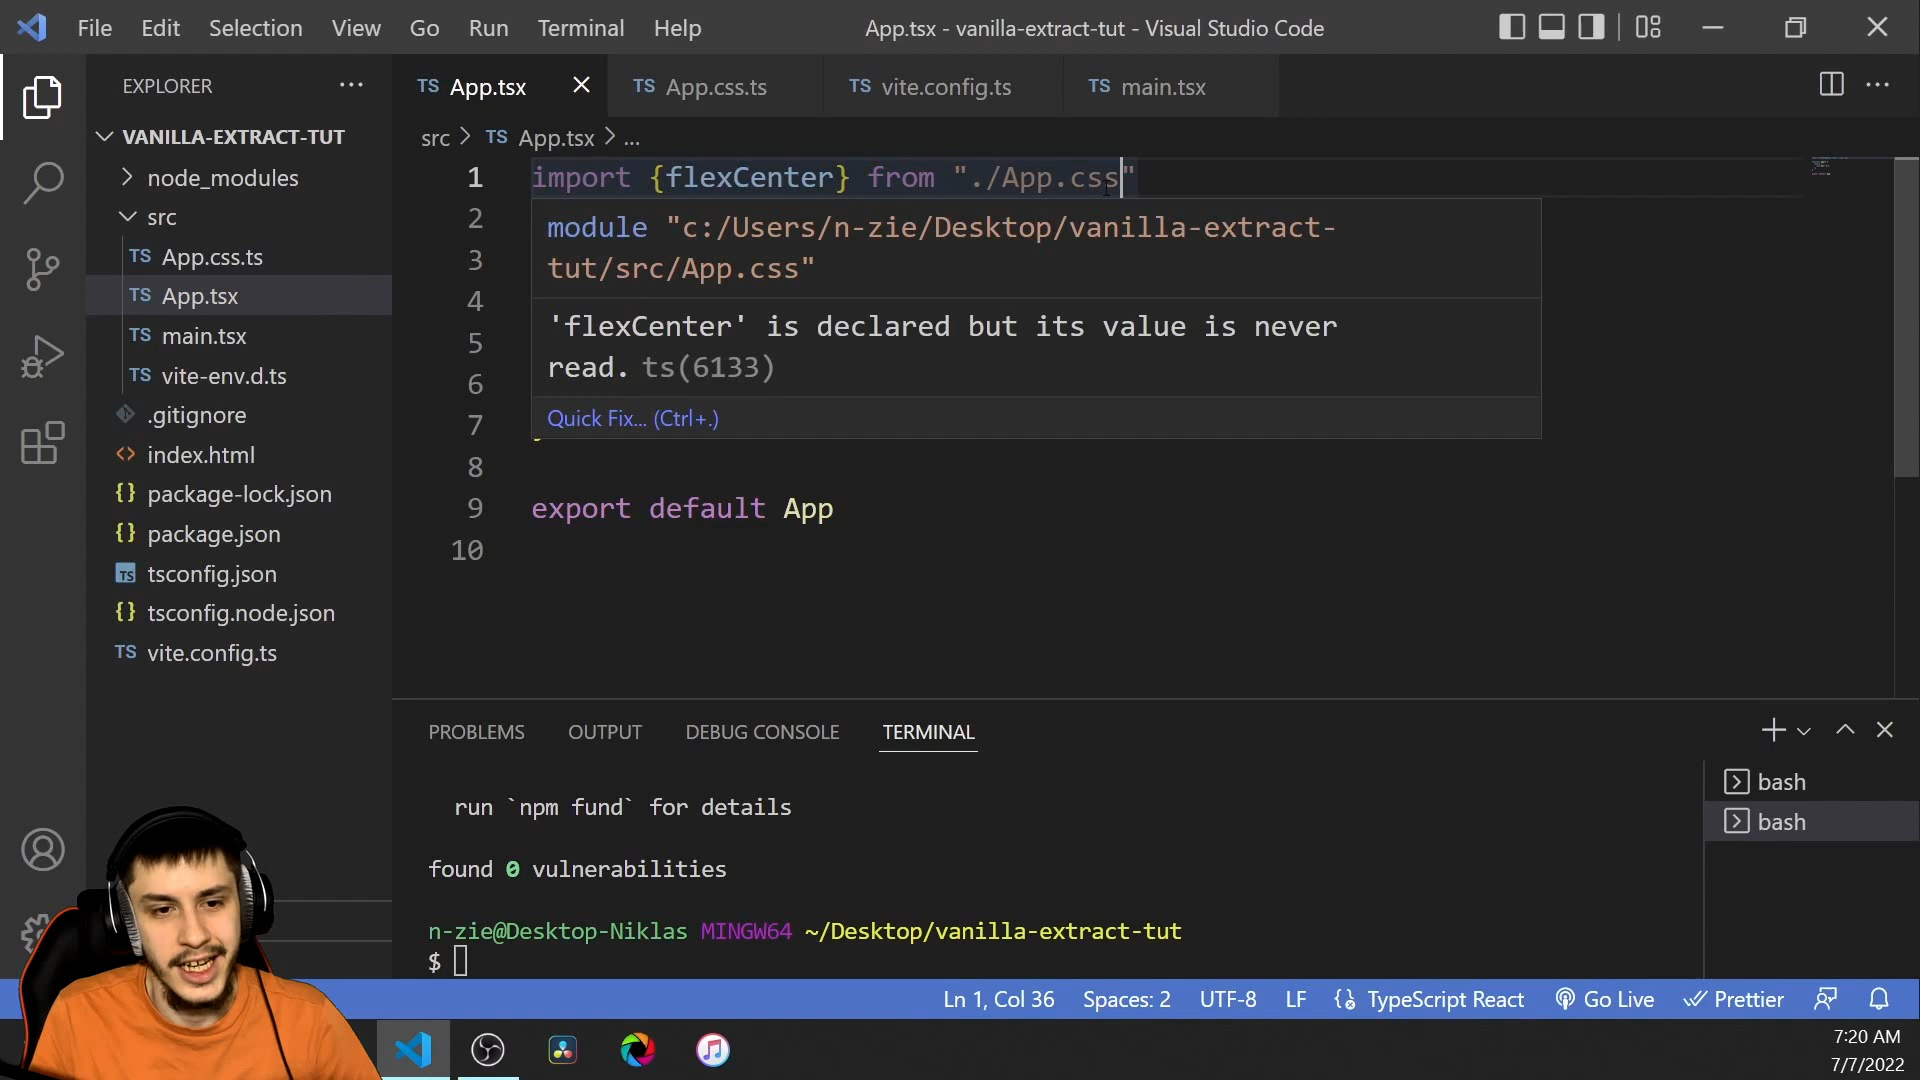 File Edit Selection View Go Run Terminal Help
App.tsx - vanilla-extract-tut - Visual Studio Code
EXPLORER
VANILLA-EXTRACT-TUT
node_modules
src
TS App.css.ts
TS App.tsx
TS main.tsx
TS vite-env.d.ts
.gitignore
<> index.html
{} package-lock.json
{} package.json
TS tsconfig.json
{} tsconfig.node.json
TS vite.config.ts
TS App.tsx
TS App.css.ts
TS vite.config.ts
TS main.tsx
src > TS App.tsx > ...
1 import {flexCenter} from "./App.css"
2
3
4
5
6
7
8
9 export default App
10
module "c:/Users/n-zie/Desktop/vanilla-extract-
tut/src/App.css"
'flexCenter' is declared but its value is never
read. ts(6133)
Quick Fix... (Ctrl+.)
PROBLEMS OUTPUT DEBUG CONSOLE TERMINAL
run `npm fund` for details
found 0 vulnerabilities
n-zie@Desktop-Niklas MINGW64 ~/Desktop/vanilla-extract-tut
$
bash
bash
Ln 1, Col 36 Spaces: 2 UTF-8 LF TypeScript React Go Live Prettier
7:20 AM
7/7/2022